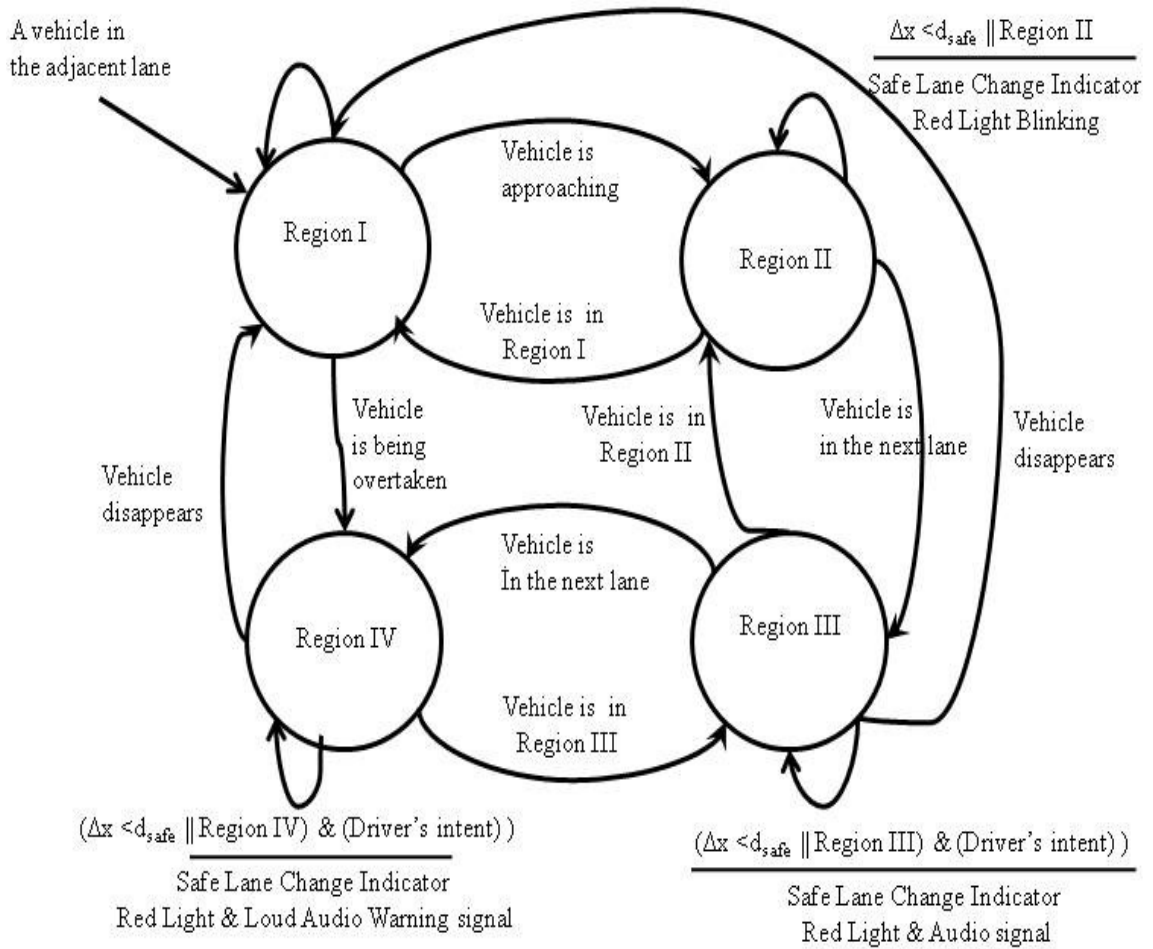 A vehicle in
the adjacent lane
Δx <d_safe || Region II
Safe Lane Change Indicator
Red Light Blinking
Vehicle is
approaching
Region I
Region II
Vehicle is in
Region I
Vehicle
is being
overtaken
Vehicle is in
Region II
Vehicle is
in the next lane
Vehicle
disappears
Vehicle
disappears
Vehicle is
İn the next lane
Region IV
Region III
Vehicle is in
Region III
(Δx <d_safe || Region IV) & (Driver's intent) )
Safe Lane Change Indicator
Red Light & Loud Audio Warning signal
(Δx <d_safe || Region III) & (Driver's intent) )
Safe Lane Change Indicator
Red Light & Audio signal